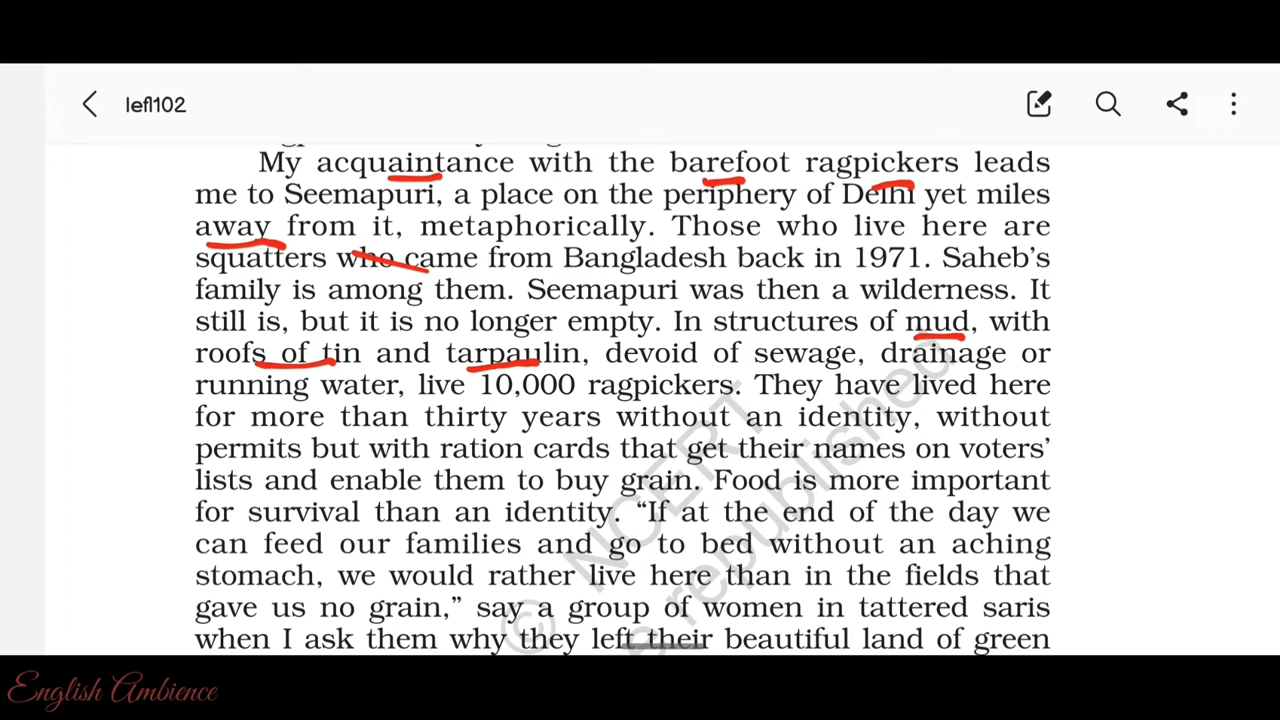 lefl102
My acquaintance with the barefoot ragpickers leads
me to Seemapuri, a place on the periphery of Delhi yet miles
away from it, metaphorically. Those who live here are
squatters who came from Bangladesh back in 1971. Saheb's
family is among them. Seemapuri was then a wilderness. It
still is, but it is no longer empty. In structures of mud, with
roofs of tin and tarpaulin, devoid of sewage, drainage or
running water, live 10,000 ragpickers. They have lived here
for more than thirty years without an identity, without
permits but with ration cards that get their names on voters'
lists and enable them to buy grain. Food is more important
for survival than an identity. “If at the end of the day we
can feed our families and go to bed without an aching
stomach, we would rather live here than in the fields that
gave us no grain,” say a group of women in tattered saris
when I ask them why they left their beautiful land of green
© NCERT
republished
English Ambience